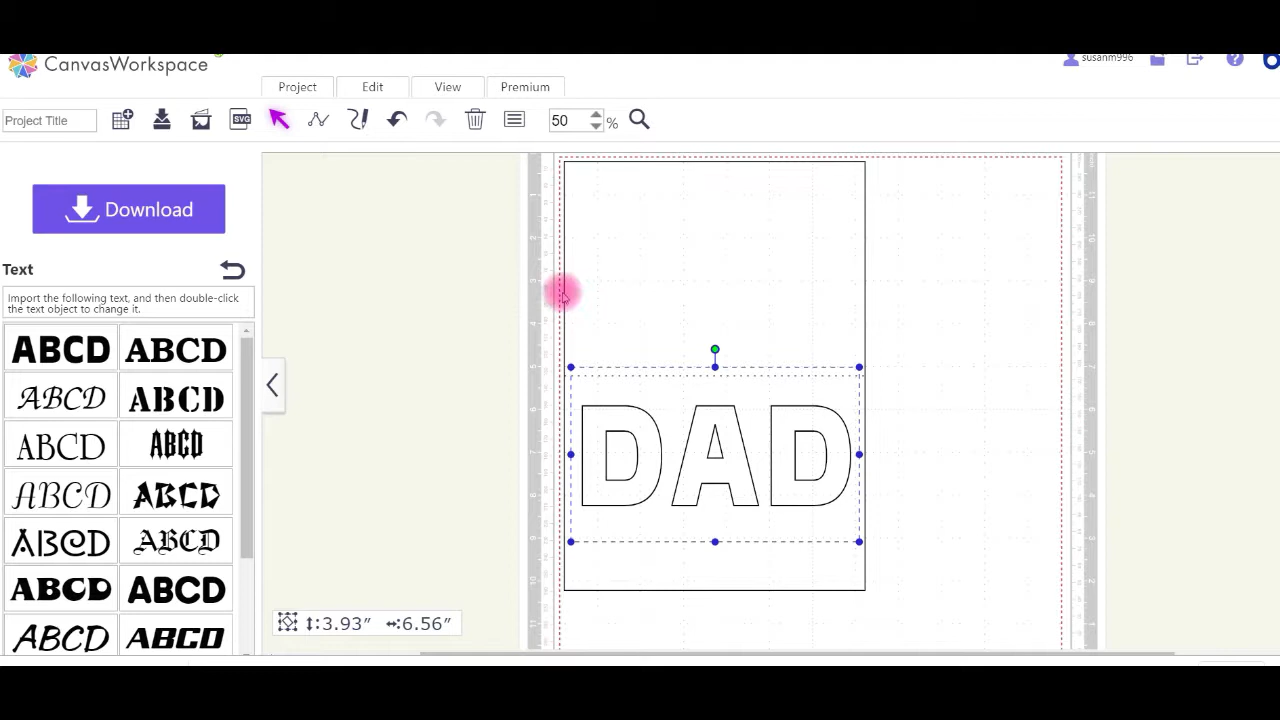 CanvasWorkspace
susanm996
Project Edit View Premium
Project Title SVG 50 %
Download
Text
Import the following text, and then double-click
the text object to change it.
ABCD ABCD
ABCD ABCD
ABCD ABCD
ABCD ABCD
ABCD ABCD
ABCD ABCD
ABCD ABCD
DAD
3.93” 6.56”